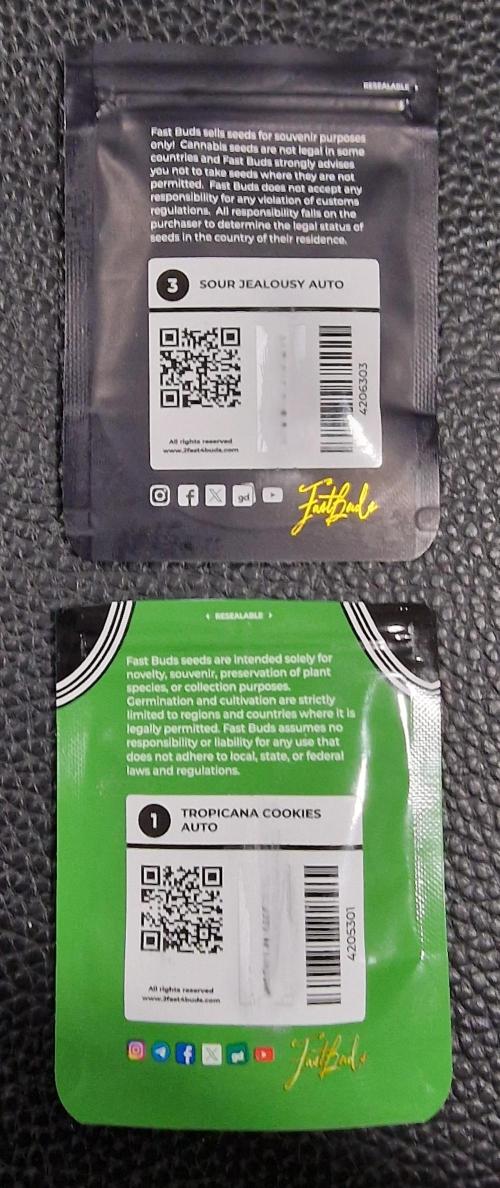 RESEALABLE
Fast Buds sells seeds for souvenir purposes
only! Cannabis seeds are not legal in some
countries and Fast Buds strongly advises
you not to take seeds where they are not
permitted. Fast Buds does not accept any
responsibility for any violation of customs
regulations. All responsibility falls on the
purchaser to determine the legal status of
seeds in the country of their residence.
3 SOUR JEALOUSY AUTO
4206303
All rights reserved
www.2fast4buds.com
gd
FastBuds
RESEALABLE
Fast Buds seeds are intended solely for
novelty, souvenir, preservation of plant
species, or collection purposes.
Germination and cultivation are strictly
limited to regions and countries where it is
legally permitted. Fast Buds assumes no
responsibility or liability for any use that
does not adhere to local, state, or federal
laws and regulations.
1 TROPICANA COOKIES
AUTO
4205301
All rights reserved
www.2fast4buds.com
gd
FastBuds